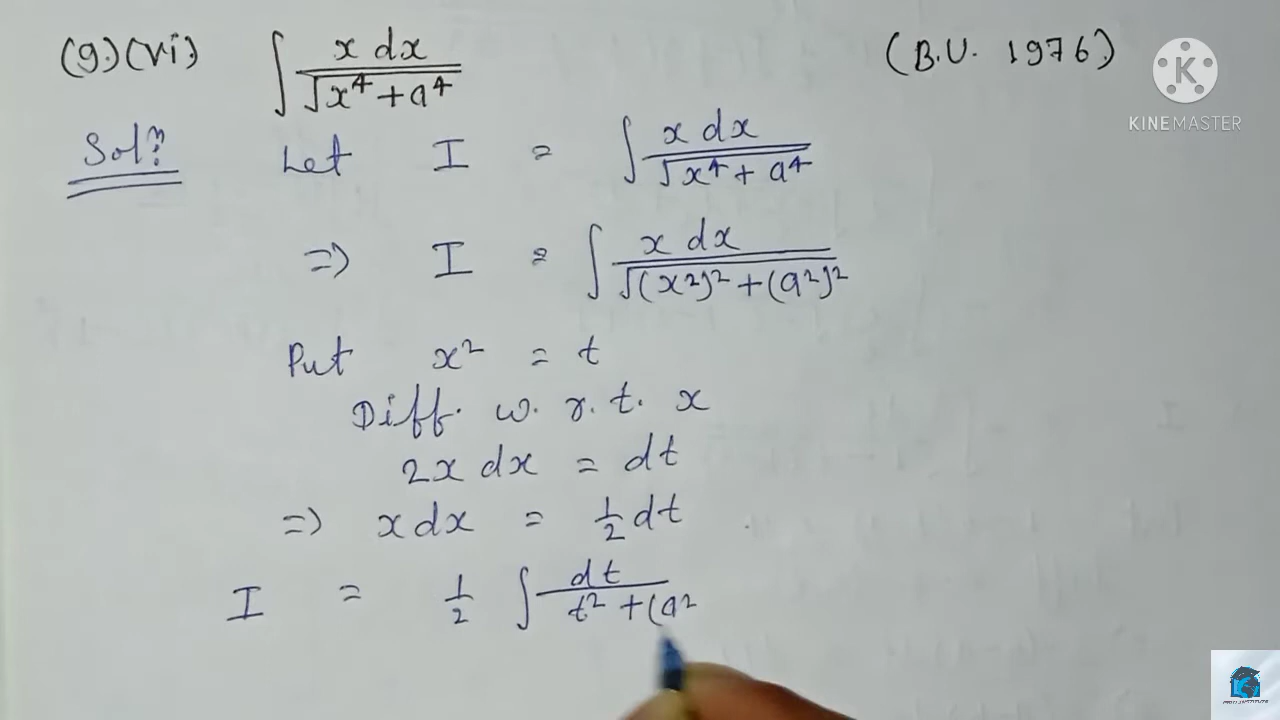 (9.)(vi) ∫ x dx / √x⁴ + a⁴ (B.U. 1976)
Solⁿ: Let I = ∫ x dx / √x⁴ + a⁴
=> I = ∫ x dx / √(x²)² + (a²)²
Put x² = t
Diff. w. r. t. x
2x dx = dt
=> x dx = 1/2 dt
I = 1/2 ∫ dt / t² + (a²
KINEMASTER